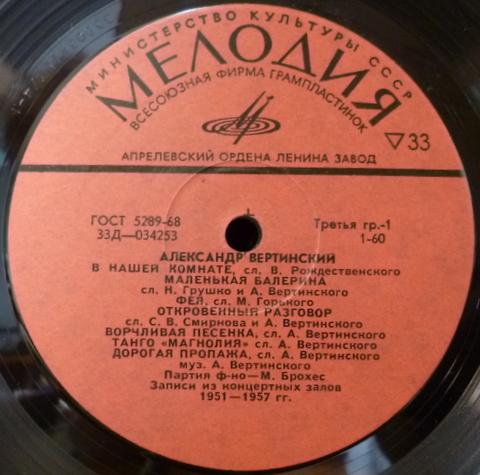 МИНИСТЕРСТВО КУЛЬТУРЫ СССР
МЕЛОДИЯ
ВСЕСОЮЗНАЯ ФИРМА ГРАМПЛАСТИНОК
▽33
АПРЕЛЕВСКИЙ ОРДЕНА ЛЕНИНА ЗАВОД
ГОСТ 5289-68
Третья гр.-1
33Д—034253
1-60
АЛЕКСАНДР ВЕРТИНСКИЙ
В НАШЕЙ КОМНАТЕ, сл. В. Рождественского
МАЛЕНЬКАЯ БАЛЕРИНА
сл. Н. Грушко и А. Вертинского
ФЕЯ, сл. М. Горького
ОТКРОВЕННЫЙ РАЗГОВОР
сл. С. В. Смирнова и А. Вертинского
ВОРЧЛИВАЯ ПЕСЕНКА, сл. А. Вертинского
ТАНГО «МАГНОЛИЯ», сл. А. Вертинского
ДОРОГАЯ ПРОПАЖА, сл. А. Вертинского
муз. А. Вертинского
Партия ф-но—М. Брохес
Записи из концертных залов
1951—1957 гг.